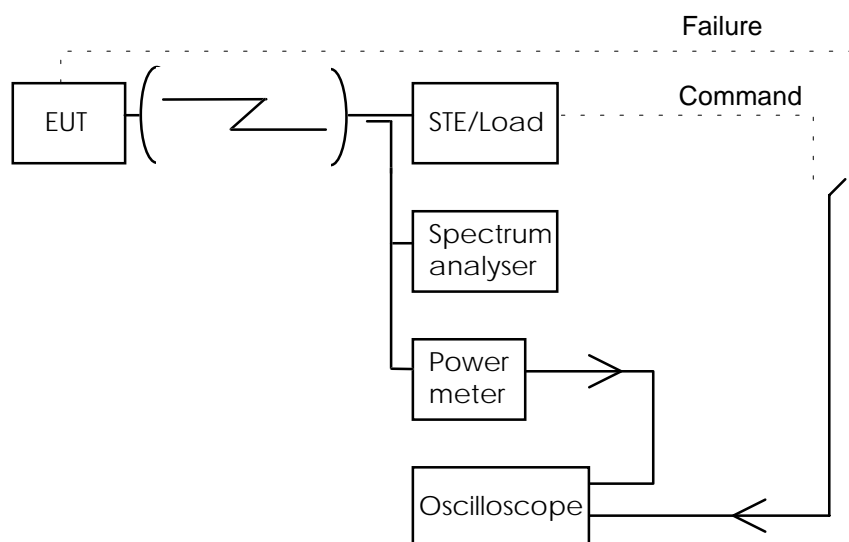 Failure
Command
EUT
STE/Load
Spectrum
analyser
Power
meter
Oscilloscope